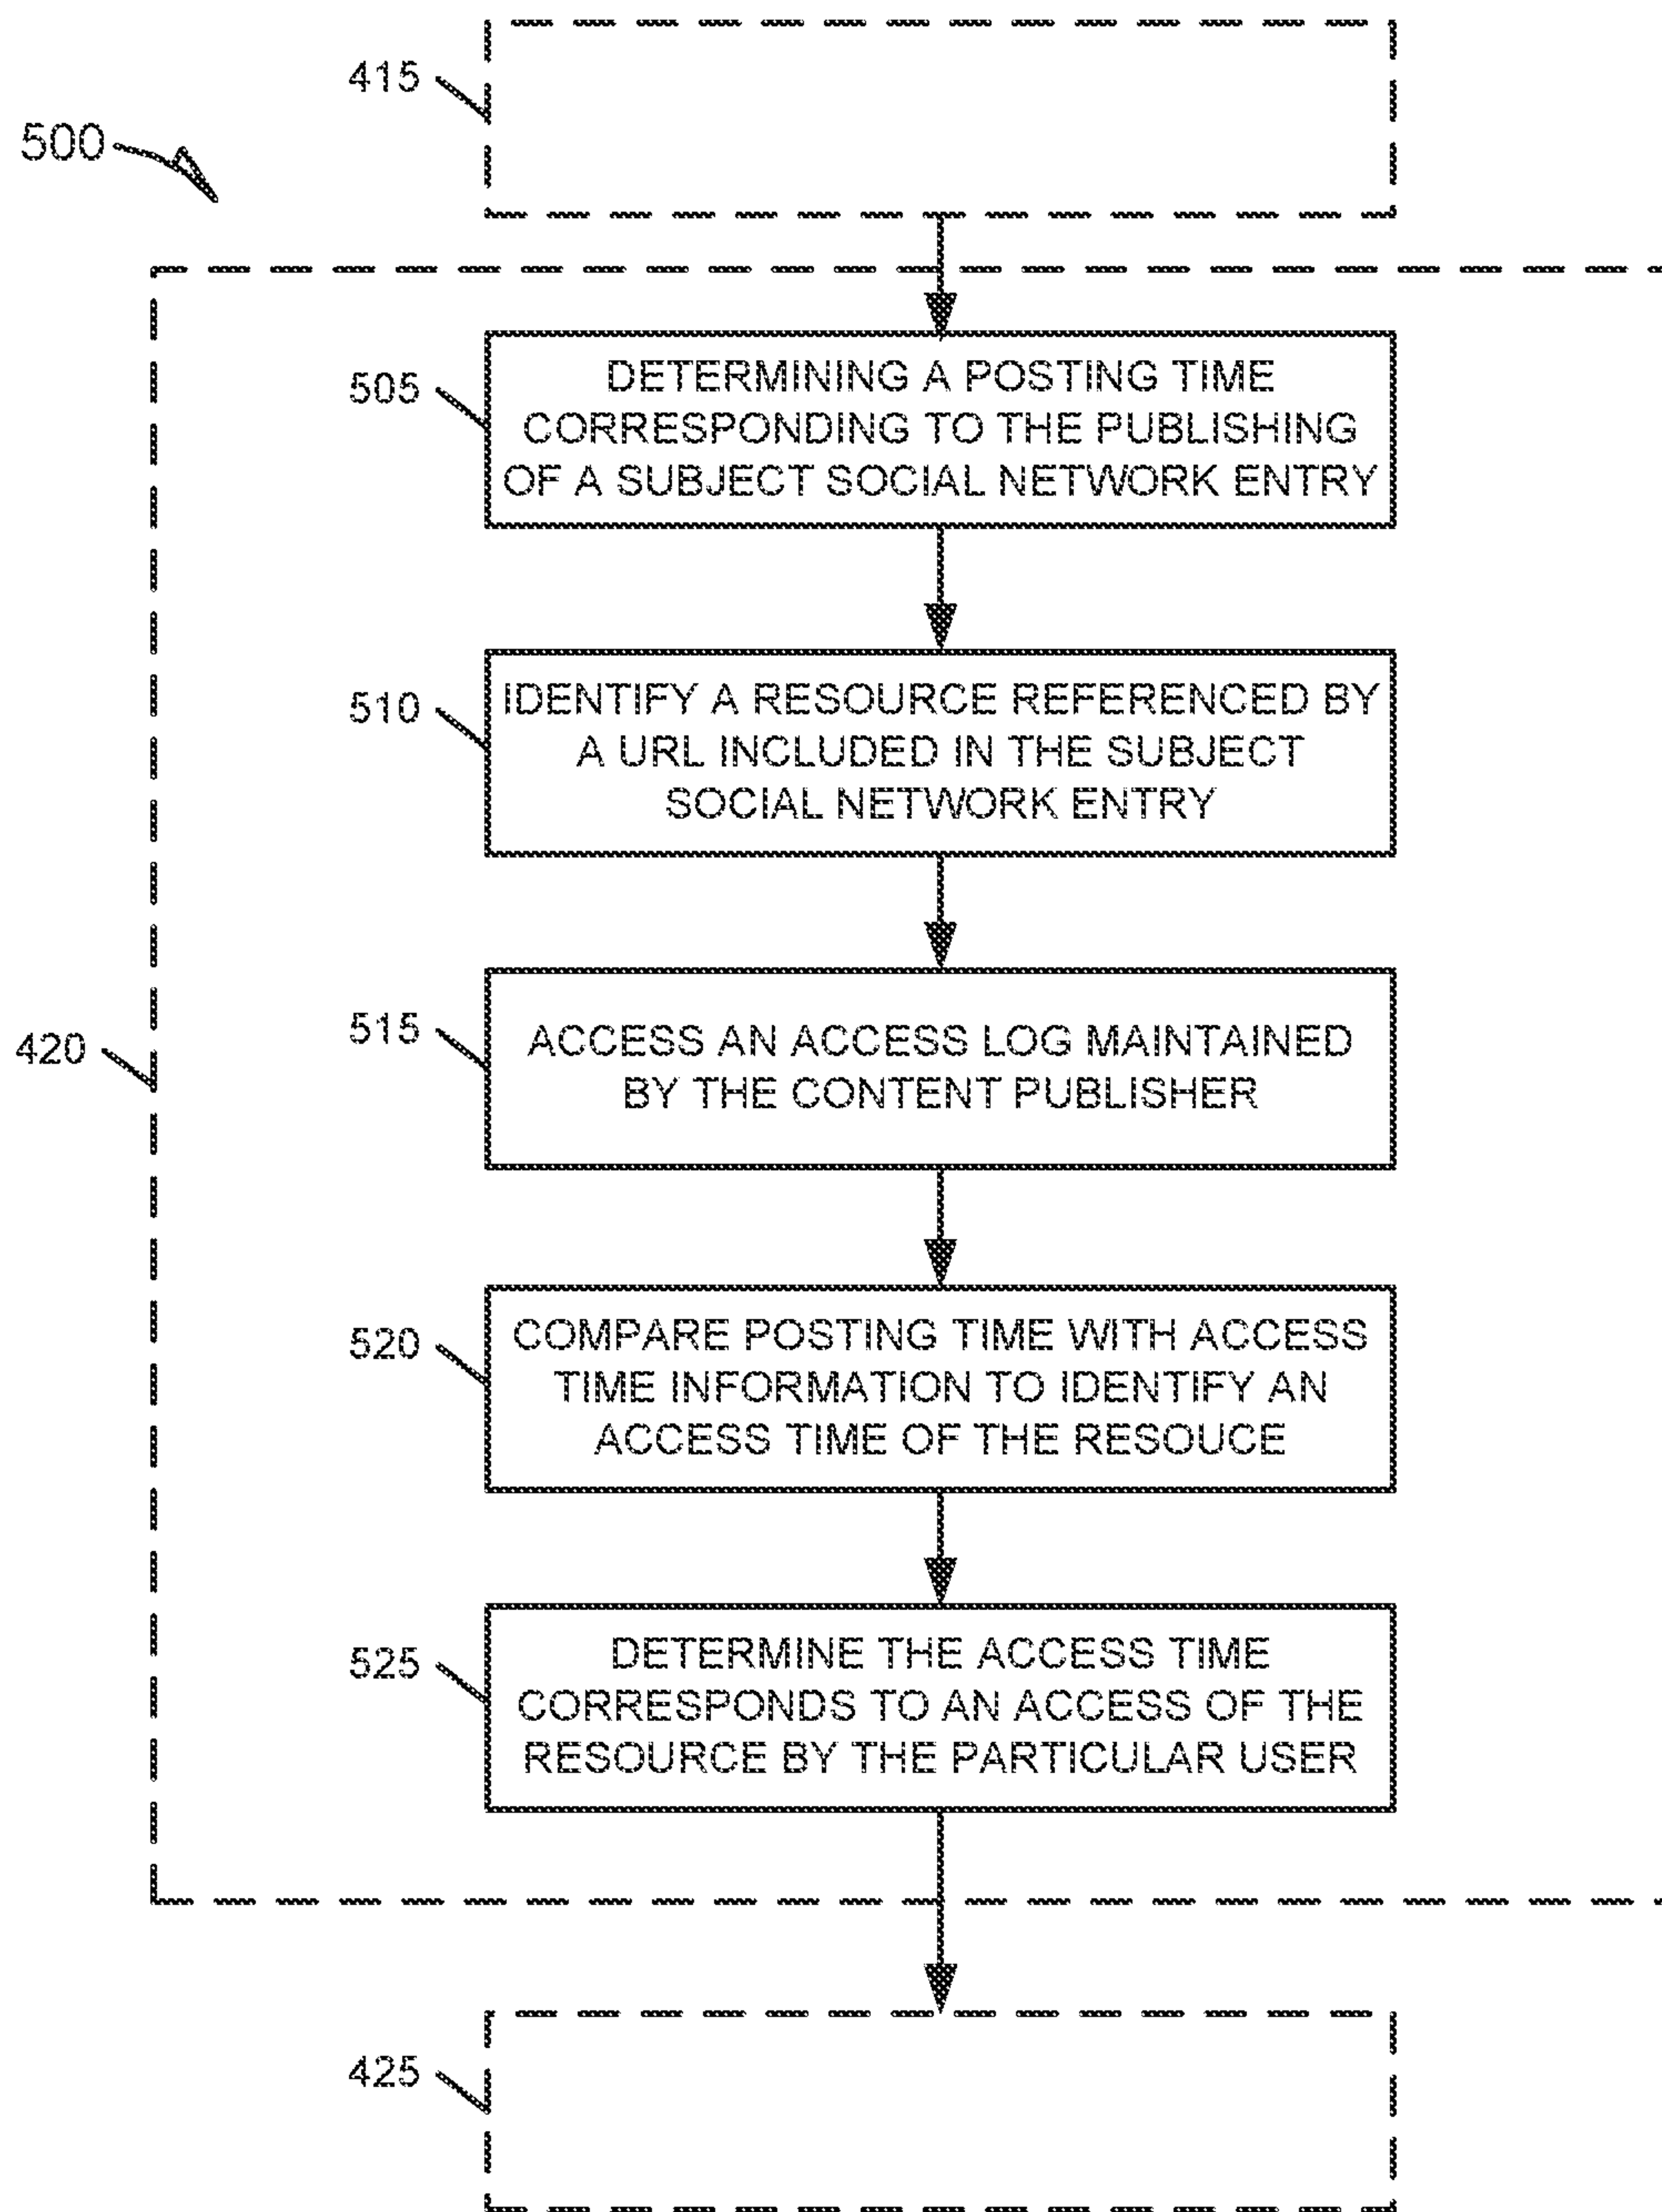 415
500
505
DETERMINING A POSTING TIME
CORRESPONDING TO THE PUBLISHING
OF A SUBJECT SOCIAL NETWORK ENTRY
510
IDENTIFY A RESOURCE REFERENCED BY
A URL INCLUDED IN THE SUBJECT
SOCIAL NETWORK ENTRY
420
515
ACCESS AN ACCESS LOG MAINTAINED
BY THE CONTENT PUBLISHER
520
COMPARE POSTING TIME WITH ACCESS
TIME INFORMATION TO IDENTIFY AN
ACCESS TIME OF THE RESOUCE
525
DETERMINE THE ACCESS TIME
CORRESPONDS TO AN ACCESS OF THE
RESOURCE BY THE PARTICULAR USER
425